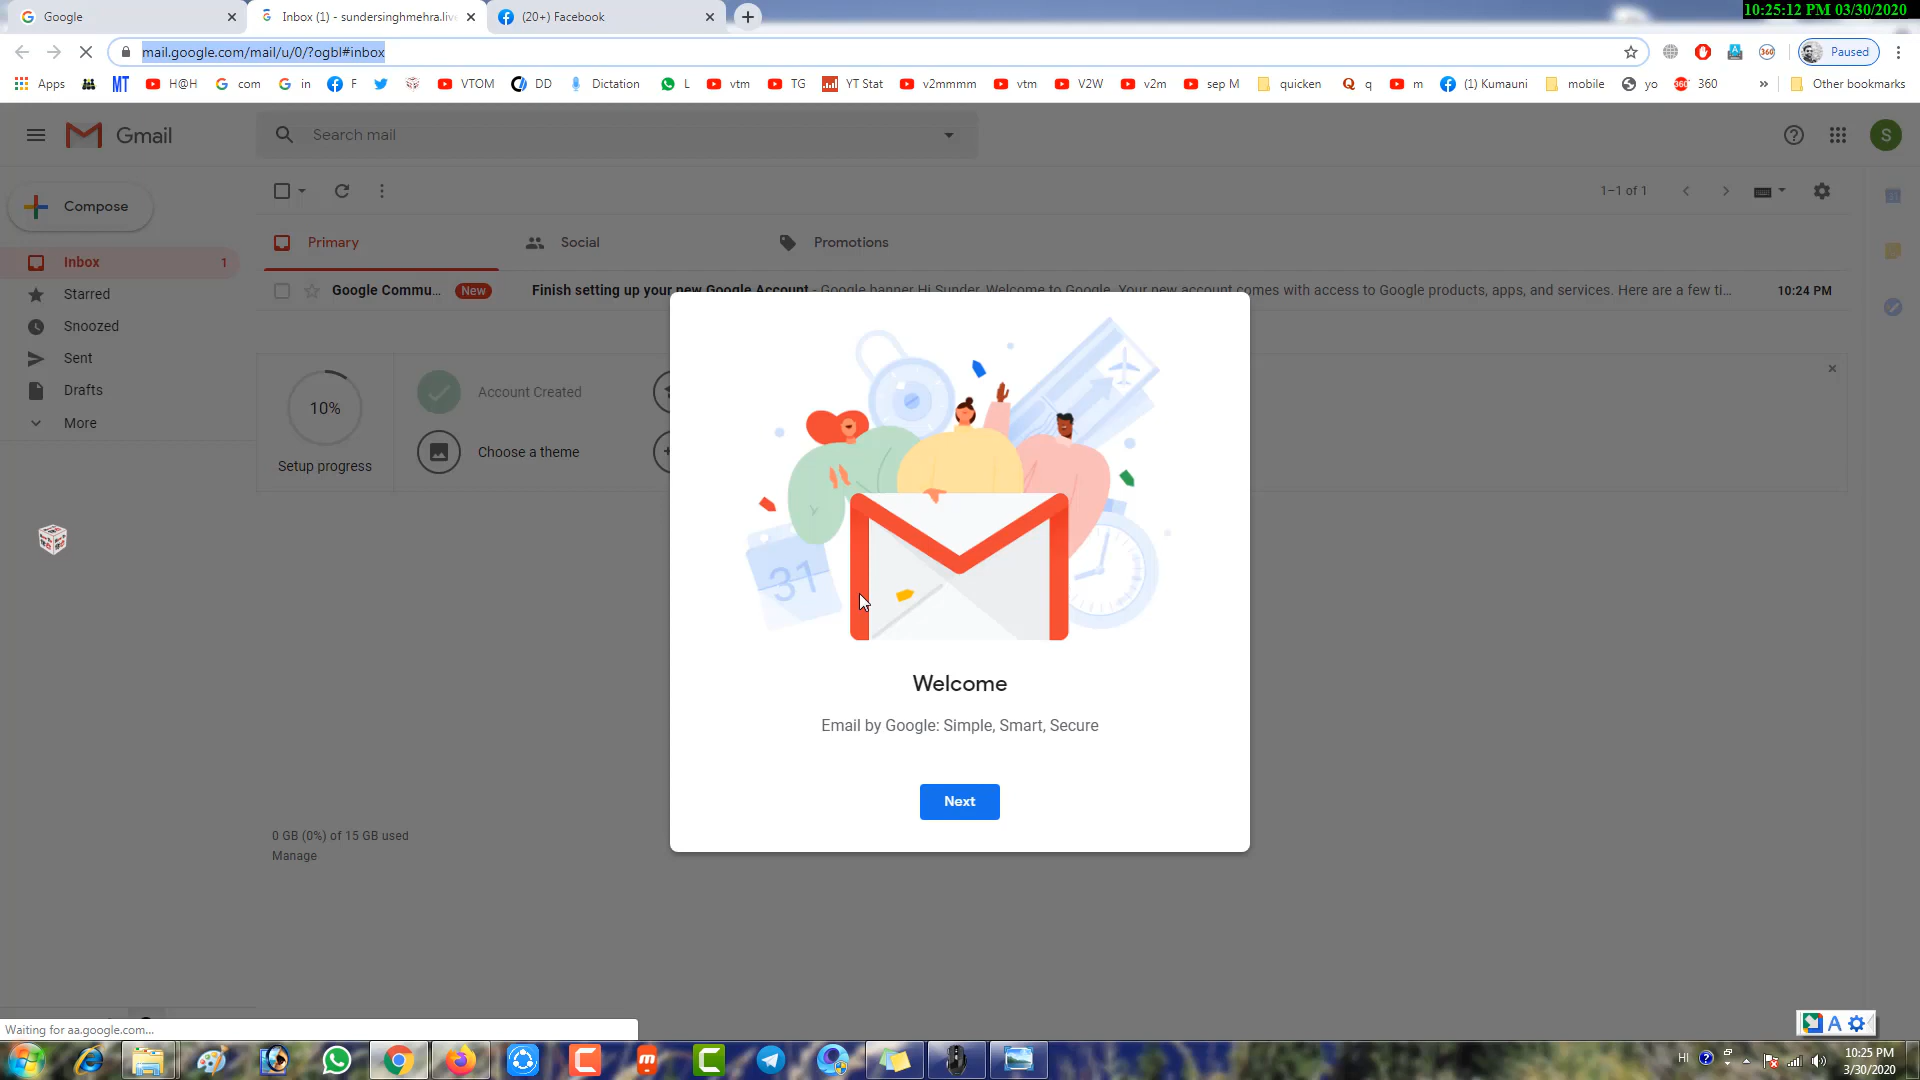 Google
Inbox (1) - sundersinghmehra.live
(20+) Facebook
10:25:12 PM 03/30/2020
mail.google.com/mail/u/0/?ogbl#inbox
Paused
Apps
MT
H@H
com
in
F
VTOM
DD
Dictation
L
vtm
TG
YT Stat
v2mmmm
vtm
V2W
v2m
sep M
quicken
q
m
(1) Kumauni
mobile
yo
360
Other bookmarks
Gmail
Search mail
S
Compose
1–1 of 1
Primary
Social
Promotions
Inbox
1
Starred
Snoozed
Sent
Drafts
More
Google Commu...
New
Finish setting up your new Google Account - Google banner Hi Sunder, Welcome to Google. Your new account comes with access to Google products, apps, and services. Here are a few ti...
10:24 PM
10%
Setup progress
Account Created
Choose a theme
31
Welcome
Email by Google: Simple, Smart, Secure
Next
0 GB (0%) of 15 GB used
Manage
Waiting for aa.google.com...
A
HI
10:25 PM
3/30/2020